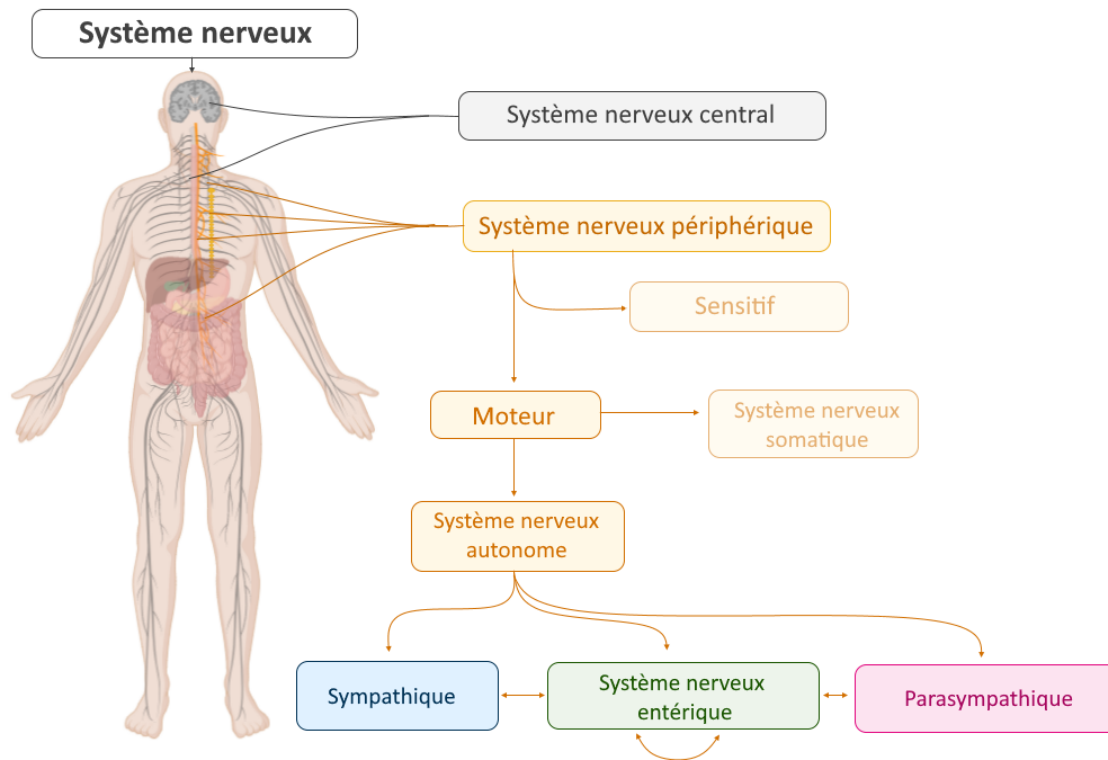 Système nerveux
Système nerveux central
Système nerveux périphérique
Sensitif
Moteur
Système nerveux
somatique
Système nerveux
autonome
Sympathique
Système nerveux
entérique
Parasympathique